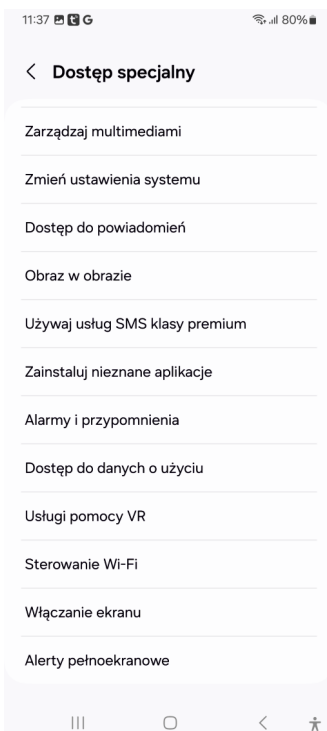 11:37 G 80%
Dostęp specjalny
Zarządzaj multimediami
Zmień ustawienia systemu
Dostęp do powiadomień
Obraz w obrazie
Używaj usług SMS klasy premium
Zainstaluj nieznane aplikacje
Alarmy i przypomnienia
Dostęp do danych o użyciu
Usługi pomocy VR
Sterowanie Wi-Fi
Włączanie ekranu
Alerty pełnoekranowe